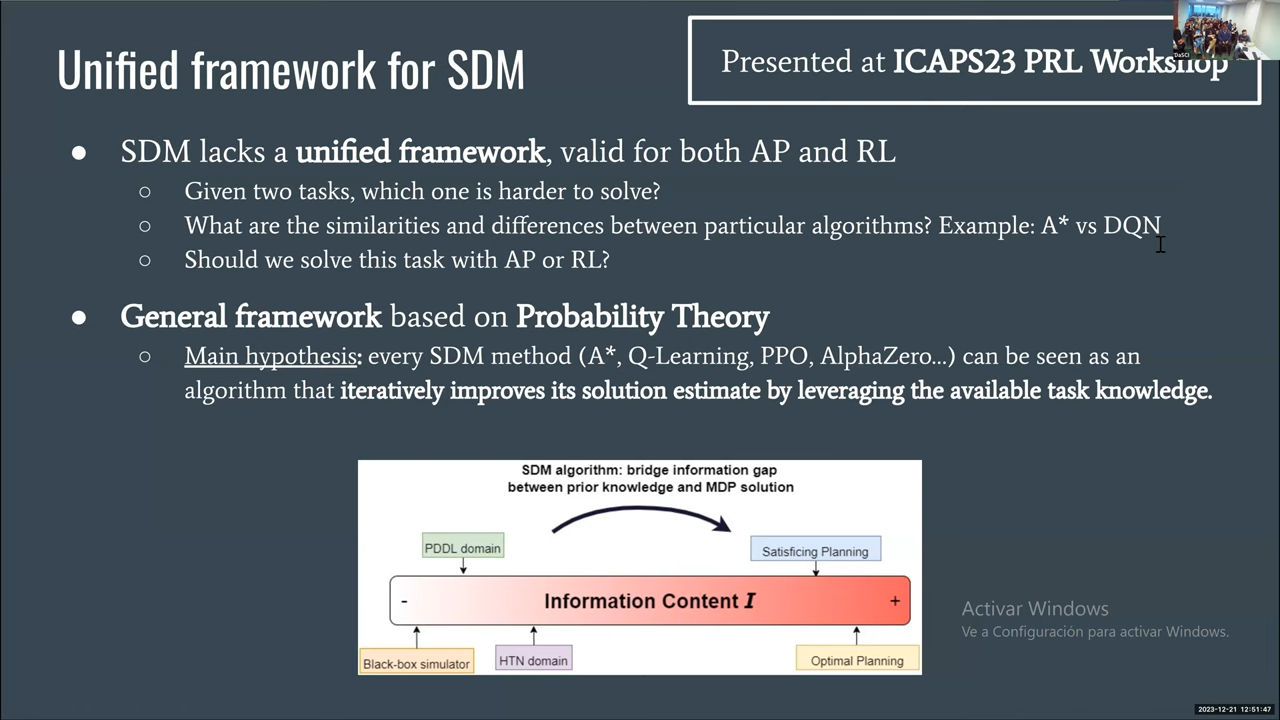 Unified framework for SDM
Presented at ICAPS23 PRL Workshop
DaSCI
● SDM lacks a unified framework, valid for both AP and RL
○ Given two tasks, which one is harder to solve?
○ What are the similarities and differences between particular algorithms? Example: A* vs DQN
○ Should we solve this task with AP or RL?
● General framework based on Probability Theory
○ Main hypothesis: every SDM method (A*, Q-Learning, PPO, AlphaZero...) can be seen as an
algorithm that iteratively improves its solution estimate by leveraging the available task knowledge.
SDM algorithm: bridge information gap
between prior knowledge and MDP solution
PDDL domain
Satisficing Planning
- Information Content I +
Black-box simulator
HTN domain
Optimal Planning
Activar Windows
Ve a Configuración para activar Windows.
2023-12-21 12:51:47